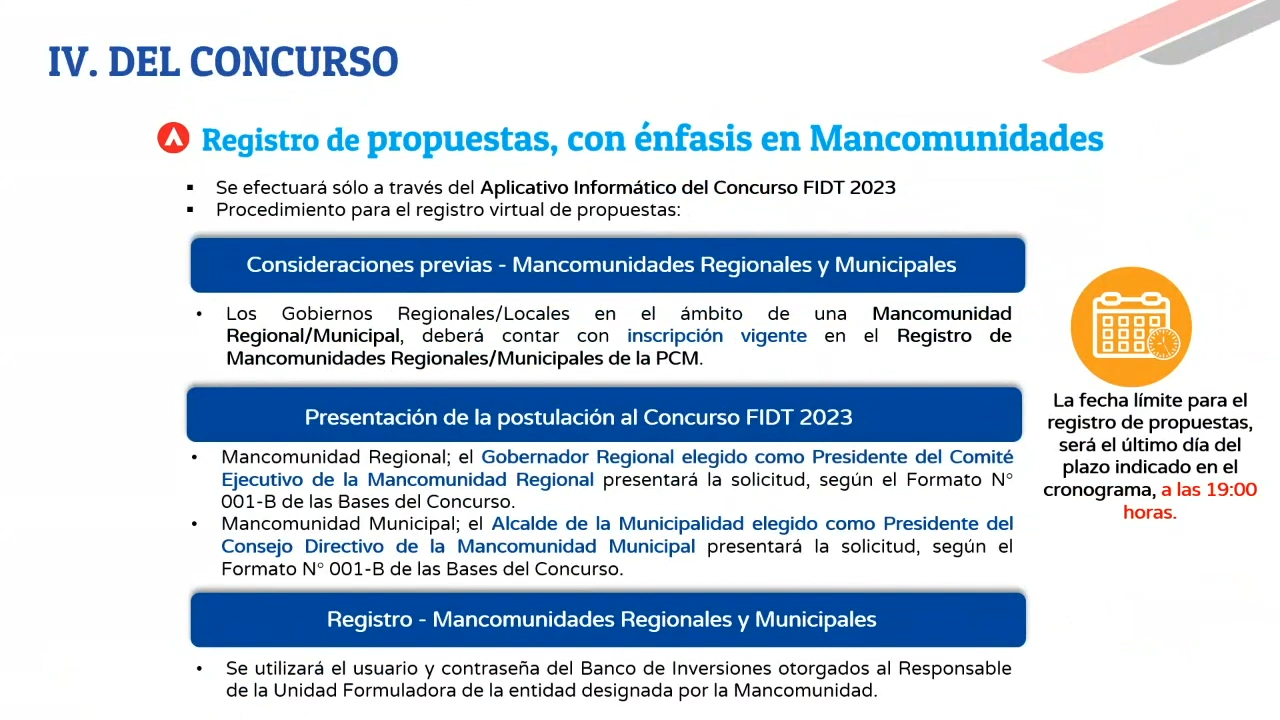 IV. DEL CONCURSO
Registro de propuestas, con énfasis en Mancomunidades
▪ Se efectuará sólo a través del Aplicativo Informático del Concurso FIDT 2023
▪ Procedimiento para el registro virtual de propuestas:
Consideraciones previas - Mancomunidades Regionales y Municipales
• Los Gobiernos Regionales/Locales en el ámbito de una Mancomunidad
Regional/Municipal, deberá contar con inscripción vigente en el Registro de
Mancomunidades Regionales/Municipales de la PCM.
Presentación de la postulación al Concurso FIDT 2023
• Mancomunidad Regional; el Gobernador Regional elegido como Presidente del Comité
Ejecutivo de la Mancomunidad Regional presentará la solicitud, según el Formato N°
001-B de las Bases del Concurso.
• Mancomunidad Municipal; el Alcalde de la Municipalidad elegido como Presidente del
Consejo Directivo de la Mancomunidad Municipal presentará la solicitud, según el
Formato N° 001-B de las Bases del Concurso.
Registro - Mancomunidades Regionales y Municipales
• Se utilizará el usuario y contraseña del Banco de Inversiones otorgados al Responsable
de la Unidad Formuladora de la entidad designada por la Mancomunidad.
La fecha límite para el
registro de propuestas,
será el último día del
plazo indicado en el
cronograma, a las 19:00
horas.